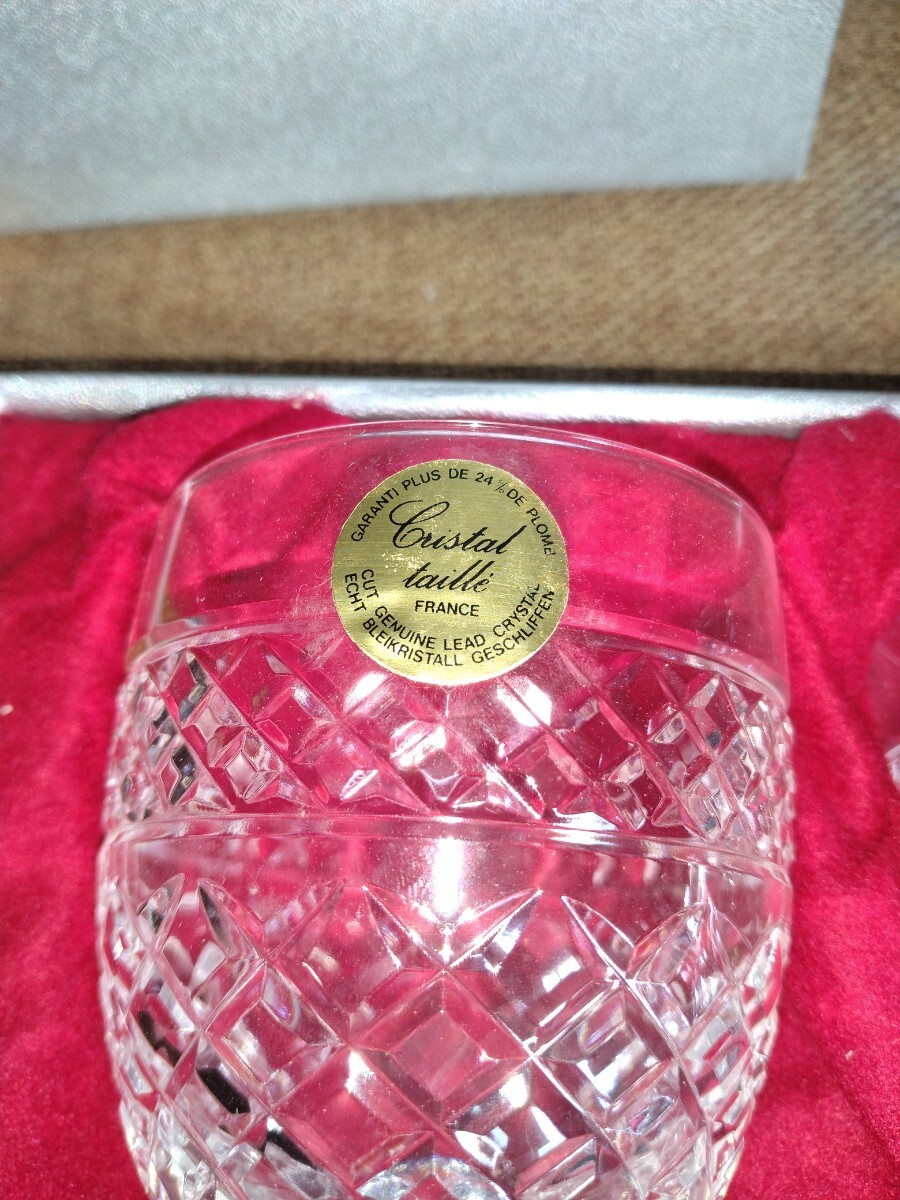 GARANTI PLUS DE 24 % DE PLOMB
Cristal
taillé
FRANCE
CUT GENUINE LEAD CRYSTAL
ECHT BLEIKRISTALL GESCHLIFFEN